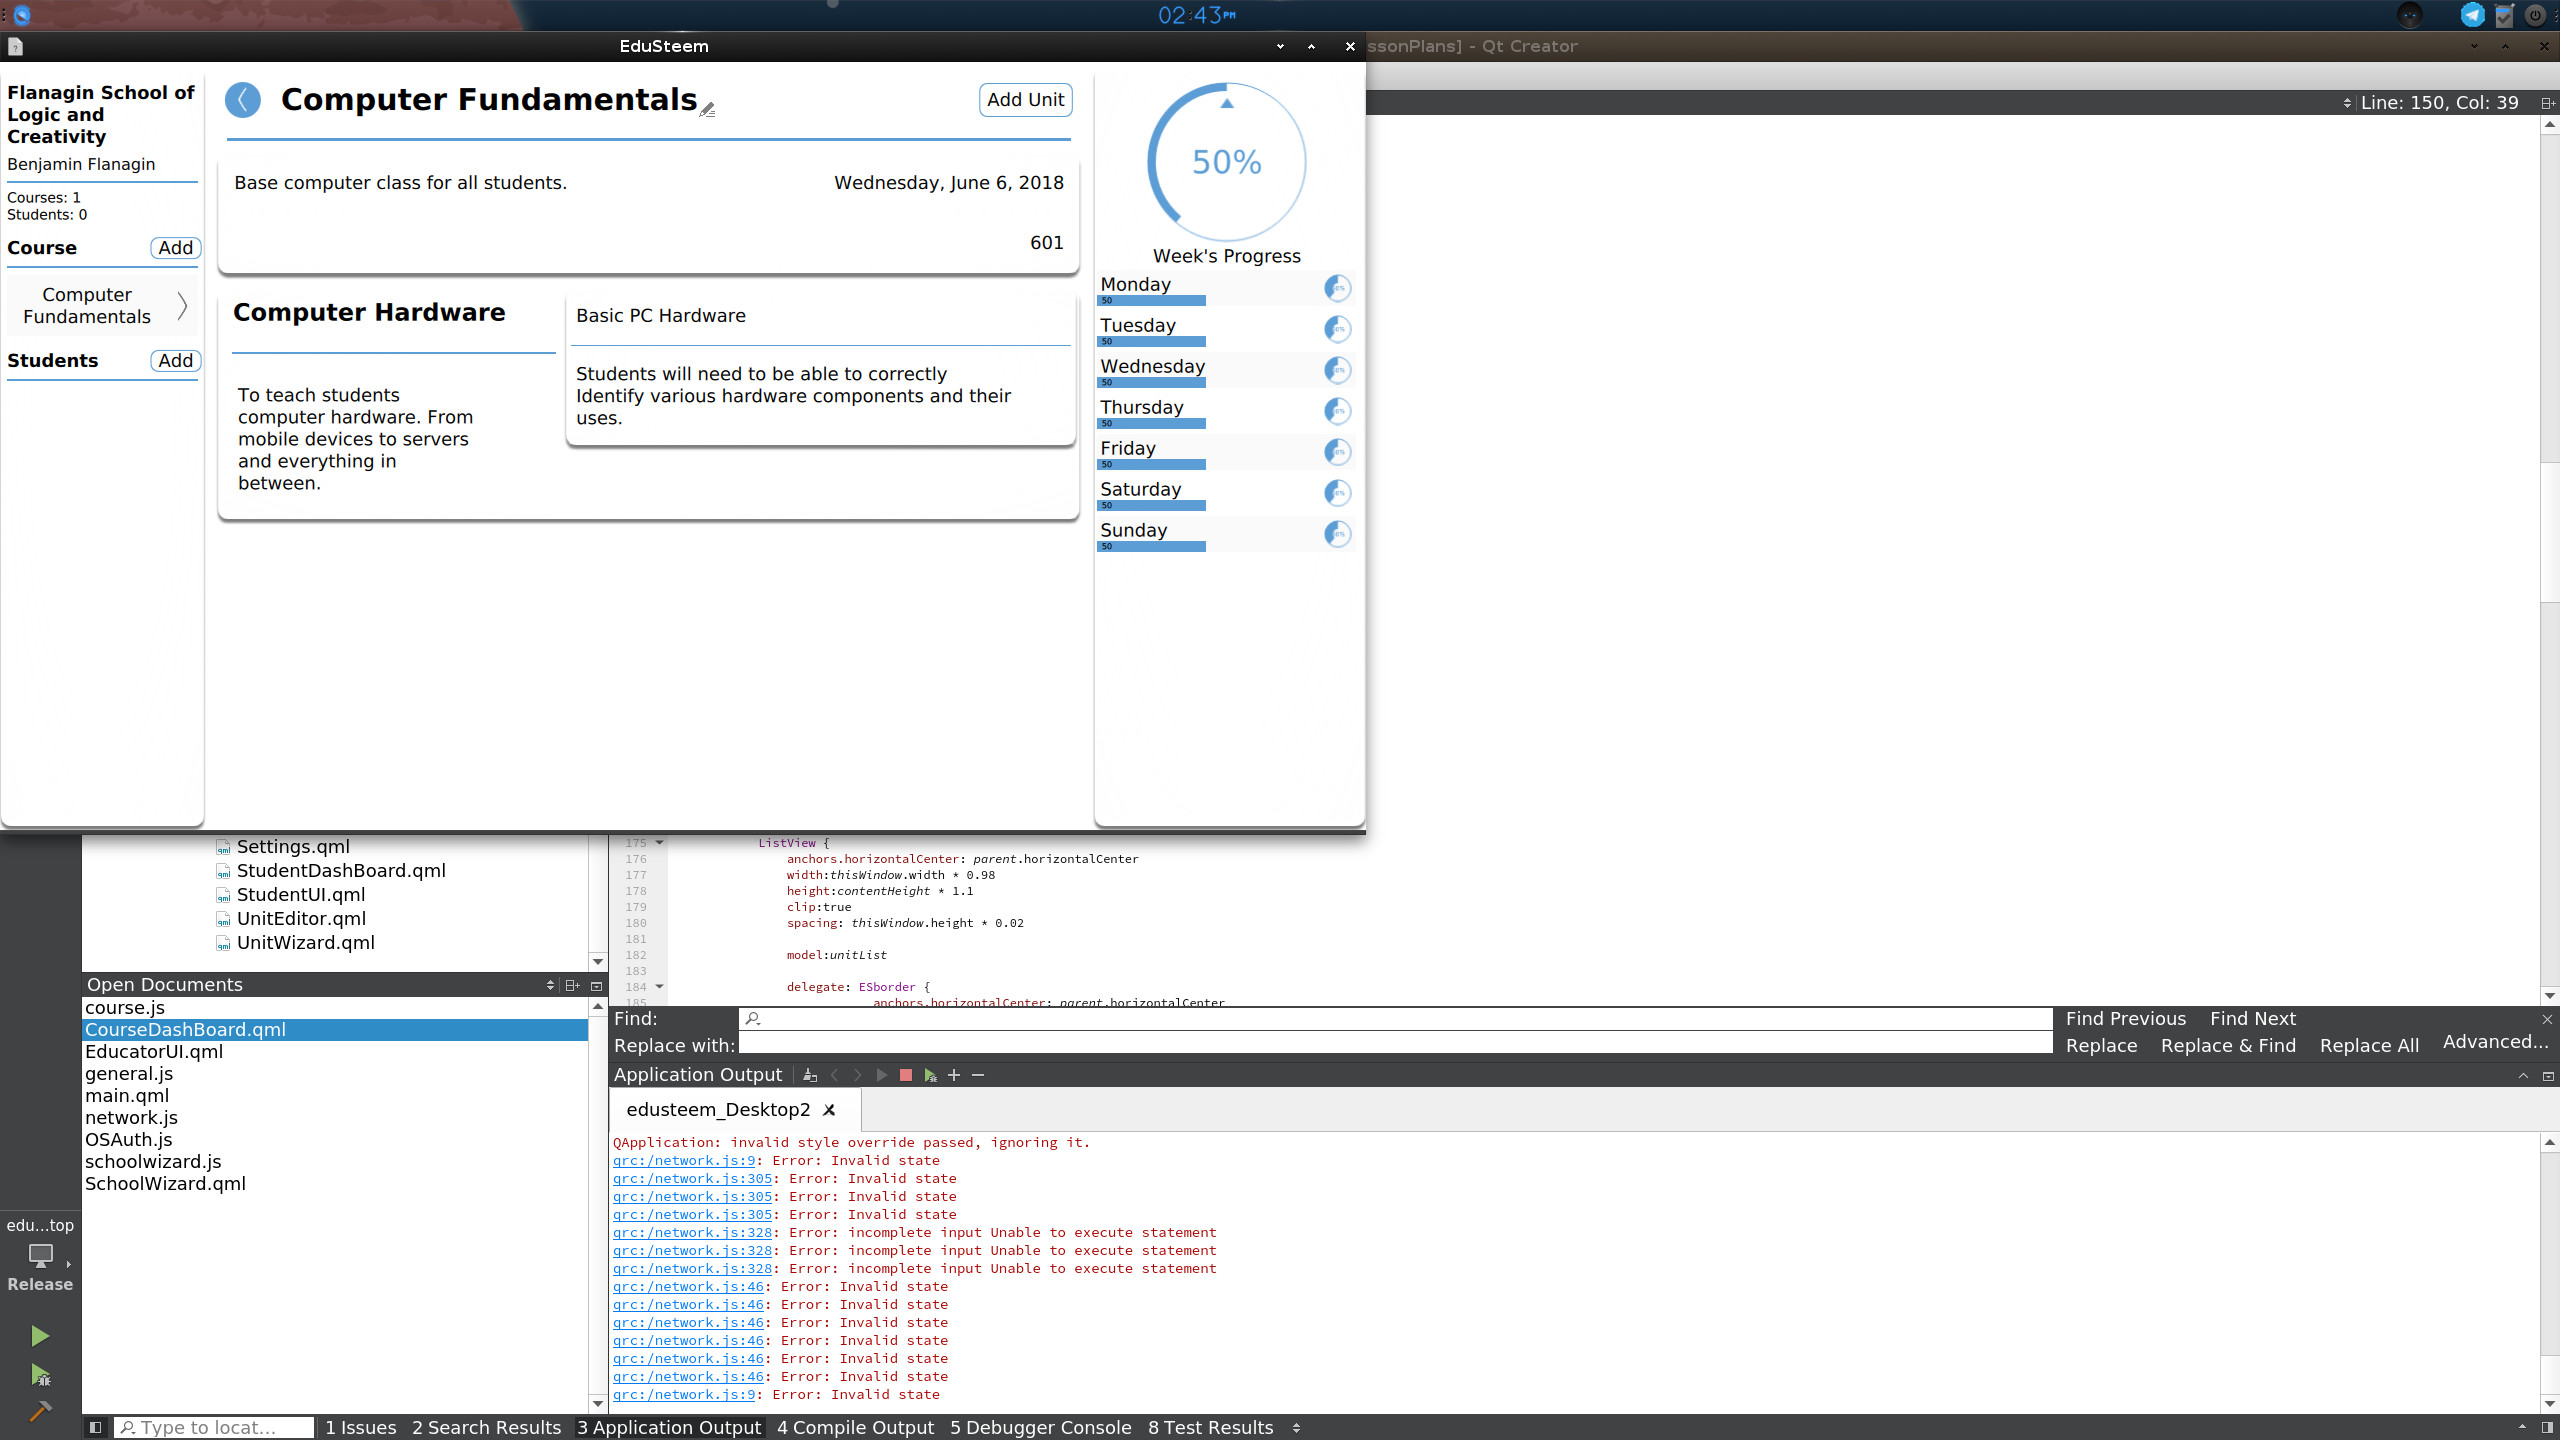 02:43PM
EduSteem
ssonPlans] - Qt Creator
Flanagin School of
Logic and
Creativity
Benjamin Flanagin
Courses: 1
Students: 0
Course
Add
Computer
Fundamentals
Students
Add
Computer Fundamentals
Add Unit
Base computer class for all students.
Wednesday, June 6, 2018
601
Computer Hardware
To teach students
computer hardware. From
mobile devices to servers
and everything in
between.
Basic PC Hardware
Students will need to be able to correctly
Identify various hardware components and their
uses.
50%
Week's Progress
Monday
50
Tuesday
50
Wednesday
50
Thursday
50
Friday
50
Saturday
50
Sunday
50
Line: 150, Col: 39
Settings.qml
StudentDashBoard.qml
StudentUI.qml
UnitEditor.qml
UnitWizard.qml
Open Documents
course.js
CourseDashBoard.qml
EducatorUI.qml
general.js
main.qml
network.js
OSAuth.js
schoolwizard.js
SchoolWizard.qml
edu...top
Release
175 ListView {
176 anchors.horizontalCenter: parent.horizontalCenter
177 width:thisWindow.width * 0.98
178 height:contentHeight * 1.1
179 clip:true
180 spacing: thisWindow.height * 0.02
181
182 model:unitList
183
184 delegate: ESborder {
185 anchors.horizontalCenter: parent.horizontalCenter
Find:
Find Previous Find Next
Replace with:
Replace Replace & Find Replace All Advanced...
Application Output
edusteem_Desktop2
QApplication: invalid style override passed, ignoring it.
qrc:/network.js:9: Error: Invalid state
qrc:/network.js:305: Error: Invalid state
qrc:/network.js:305: Error: Invalid state
qrc:/network.js:305: Error: Invalid state
qrc:/network.js:328: Error: incomplete input Unable to execute statement
qrc:/network.js:328: Error: incomplete input Unable to execute statement
qrc:/network.js:328: Error: incomplete input Unable to execute statement
qrc:/network.js:46: Error: Invalid state
qrc:/network.js:46: Error: Invalid state
qrc:/network.js:46: Error: Invalid state
qrc:/network.js:46: Error: Invalid state
qrc:/network.js:46: Error: Invalid state
qrc:/network.js:46: Error: Invalid state
qrc:/network.js:9: Error: Invalid state
Type to locat...
1 Issues 2 Search Results 3 Application Output 4 Compile Output 5 Debugger Console 8 Test Results